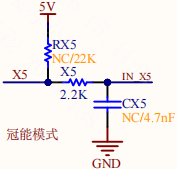 5V
RX5
NC/22K
X5
X5
IN_X5
2.2K
CX5
NC/4.7nF
冠能模式
GND